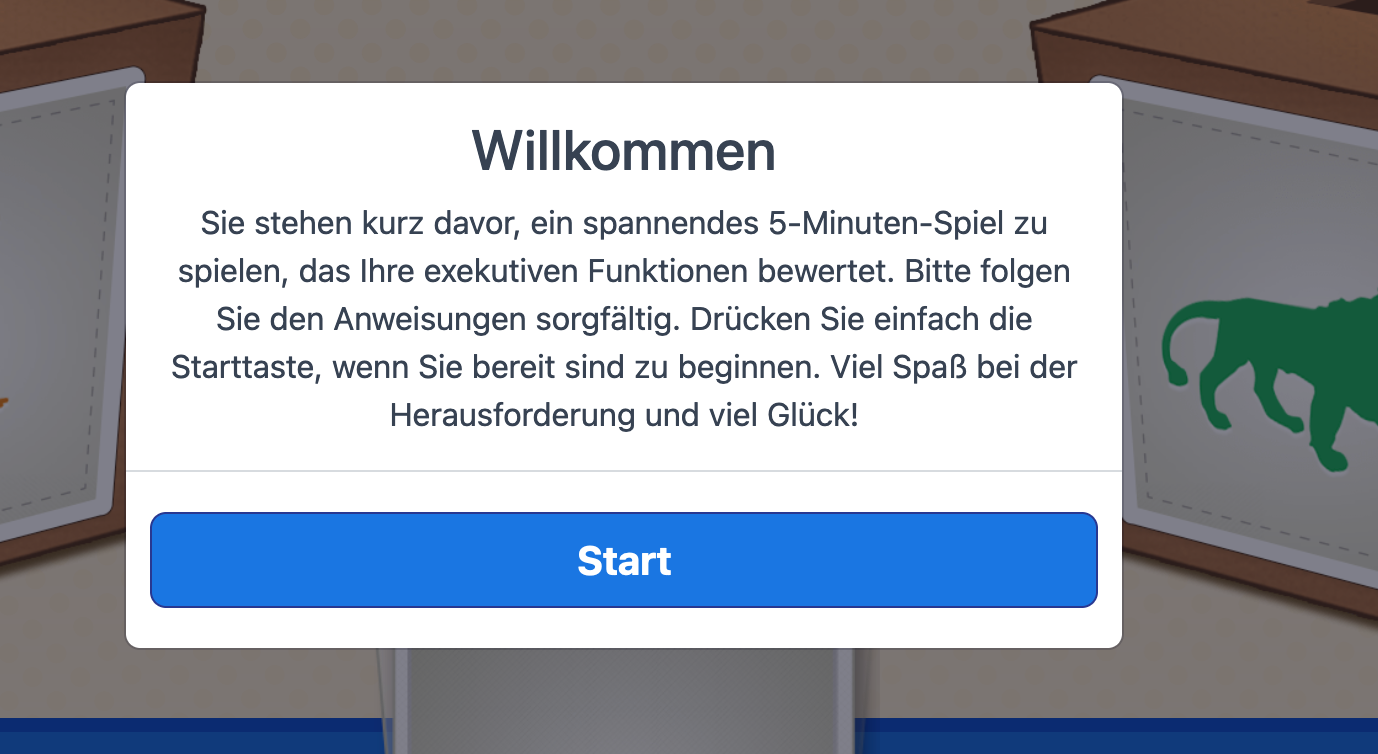 Willkommen
Sie stehen kurz davor, ein spannendes 5-Minuten-Spiel zu
spielen, das Ihre exekutiven Funktionen bewertet. Bitte folgen
Sie den Anweisungen sorgfältig. Drücken Sie einfach die
Starttaste, wenn Sie bereit sind zu beginnen. Viel Spaß bei der
Herausforderung und viel Glück!
Start